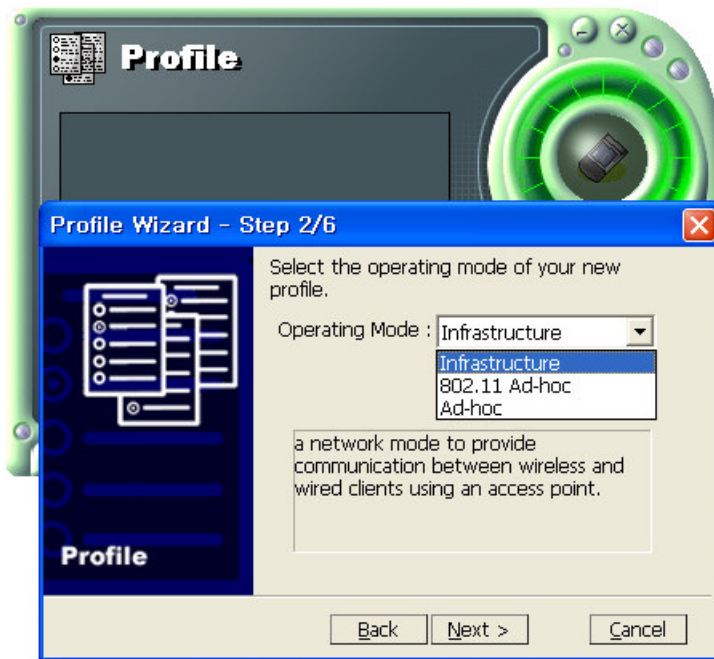 Profile
Profile Wizard - Step 2/6
Select the operating mode of your new
profile.
Operating Mode : Infrastructure
Infrastructure
802.11 Ad-hoc
Ad-hoc
a network mode to provide
communication between wireless and
wired clients using an access point.
Profile
Back Next > Cancel